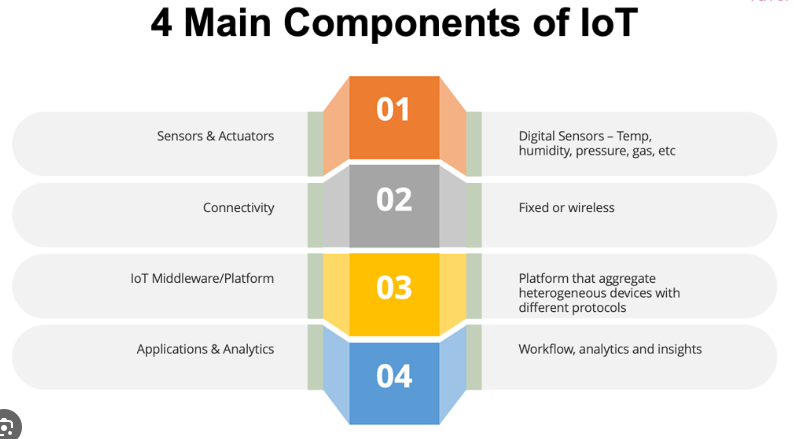 4 Main Components of IoT
01
Sensors & Actuators
Digital Sensors – Temp,
humidity, pressure, gas, etc
02
Connectivity
Fixed or wireless
03
IoT Middleware/Platform
Platform that aggregate
heterogeneous devices with
different protocols
04
Applications & Analytics
Workflow, analytics and insights